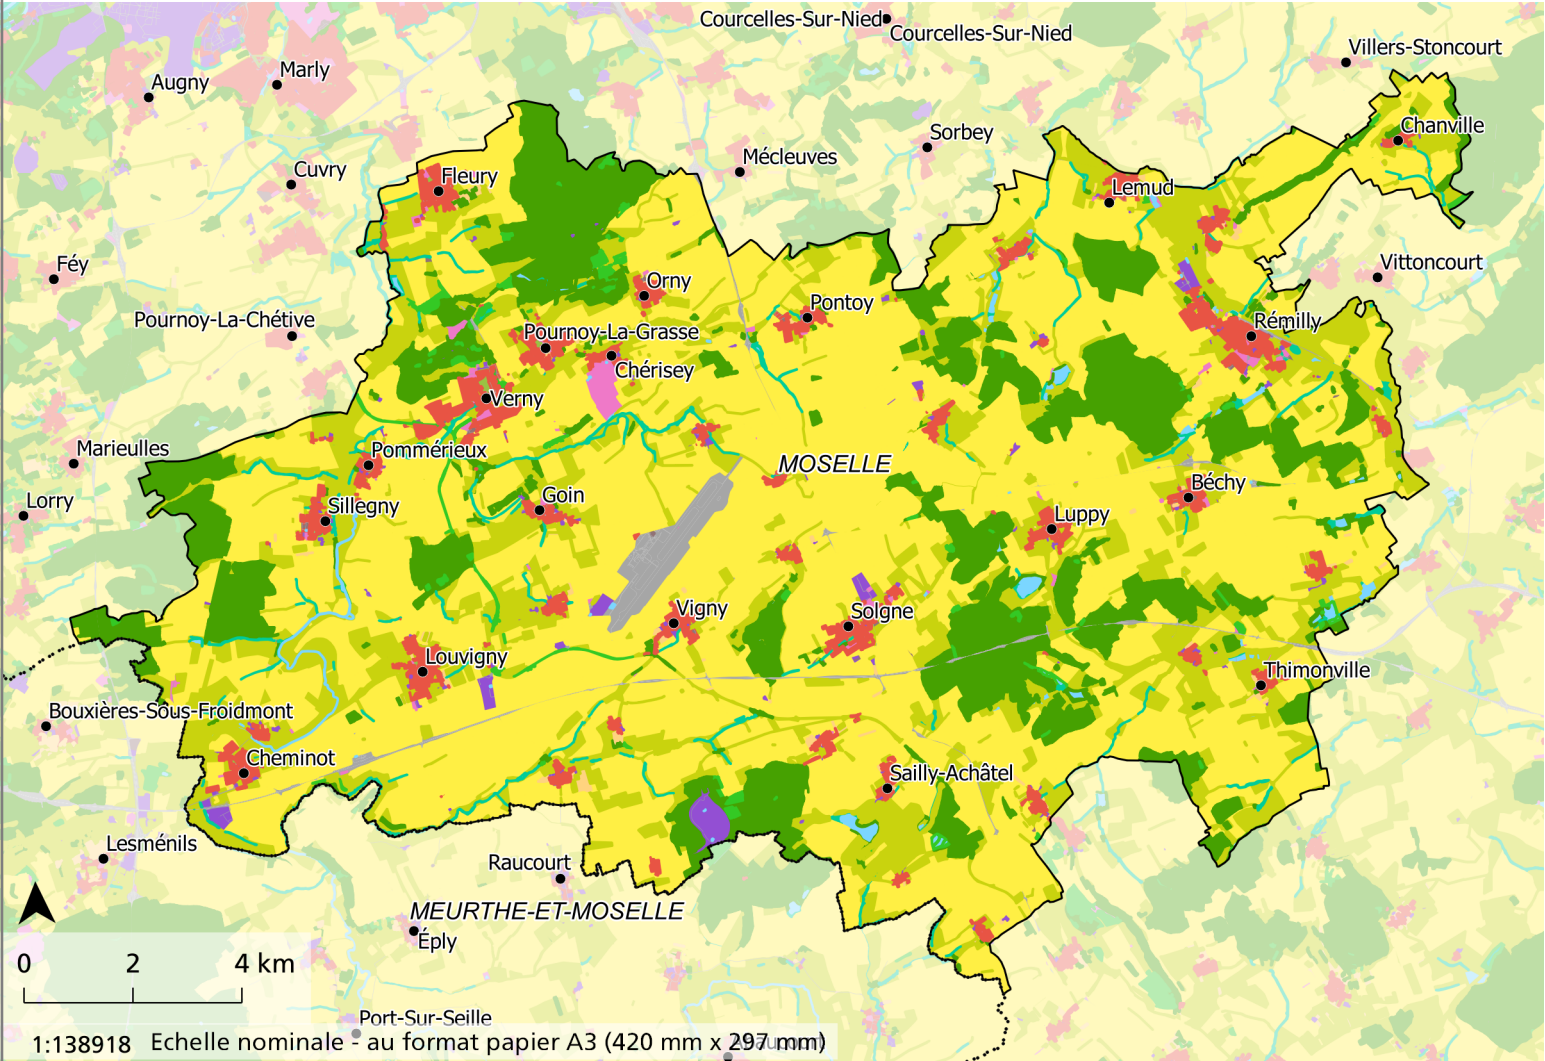 Courcelles-Sur-Nied
Courcelles-Sur-Nied
Villers-Stoncourt
Augny
Marly
Chanville
Sorbey
Mécleuves
Cuvry
Fleury
Lemud
Féy
Vittoncourt
Orny
Pontoy
Pournoy-La-Chétive
Pournoy-La-Grasse
Rémilly
Chérisey
Verny
Marieulles
Pommérieux
MOSELLE
Béchy
Lorry
Sillegny
Goin
Luppy
Vigny
Solgne
Louvigny
Thimonville
Bouxières-Sous-Froidmont
Cheminot
Sailly-Achâtel
Lesménils
Raucourt
MEURTHE-ET-MOSELLE
Éply
0 2 4 km
Port-Sur-Seille
1:138918 Echelle nominale - au format papier A3 (420 mm x 297 mm)